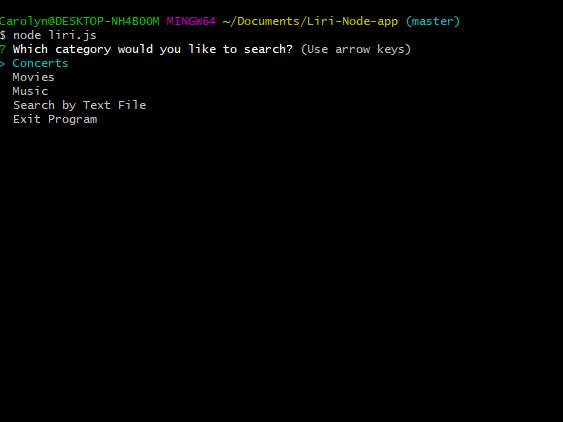 Carolyn@DESKTOP-NH4BOOM MINGW64 ~/Documents/Liri-Node-app (master)
$ node liri.js
? Which category would you like to search? (Use arrow keys)
> Concerts
Movies
Music
Search by Text File
Exit Program